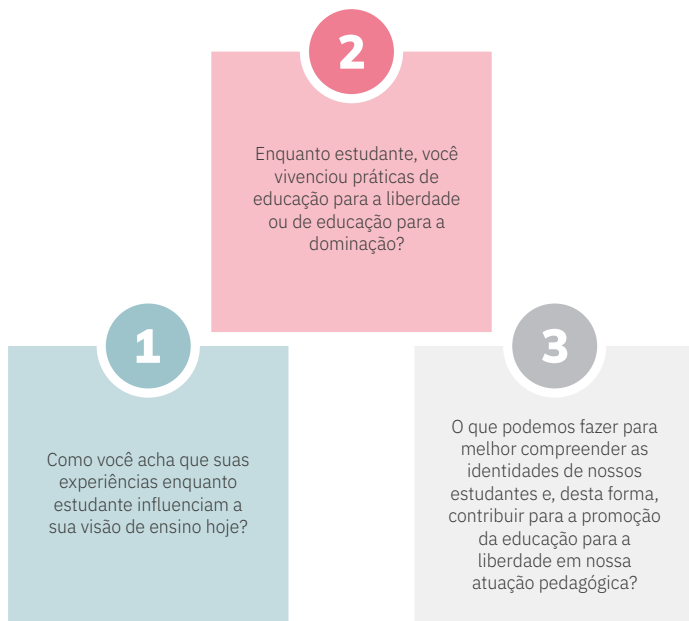 2
Enquanto estudante, você
vivenciou práticas de
educação para a liberdade
ou de educação para a
dominação?
1
Como você acha que suas
experiências enquanto
estudante influenciam a
sua visão de ensino hoje?
3
O que podemos fazer para
melhor compreender as
identidades de nossos
estudantes e, desta forma,
contribuir para a promoção
da educação para a
liberdade em nossa
atuação pedagógica?